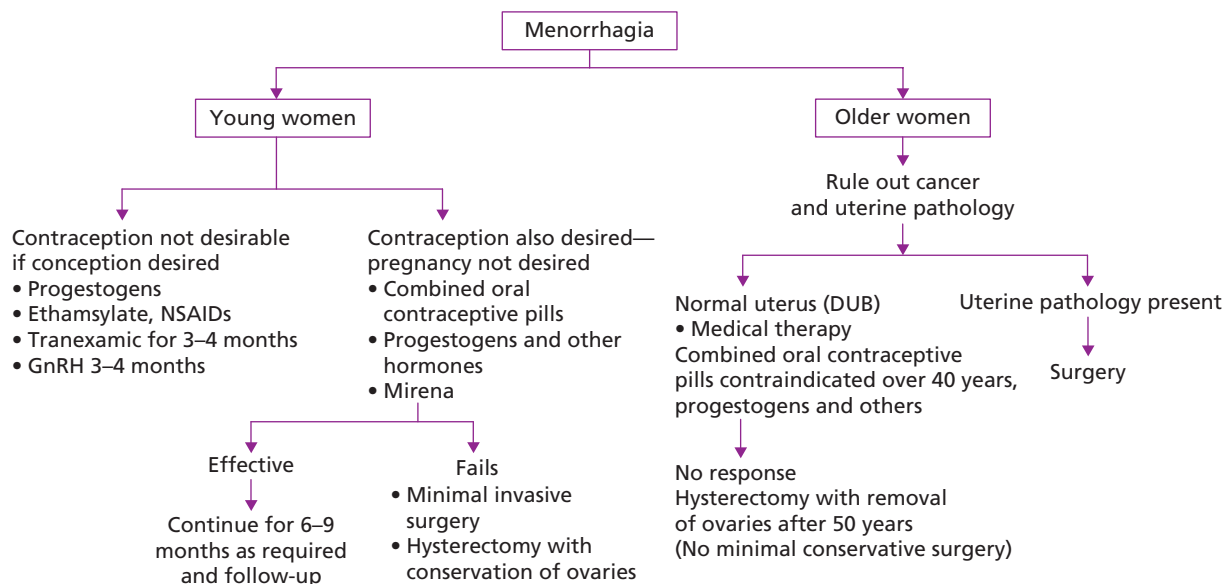 Menorrhagia
Young women
Older women
Rule out cancer
and uterine pathology
Contraception not desirable
if conception desired
• Progestogens
• Ethamsylate, NSAIDs
• Tranexamic for 3–4 months
• GnRH 3–4 months
Contraception also desired—
pregnancy not desired
• Combined oral
contraceptive pills
• Progestogens and other
hormones
• Mirena
Normal uterus (DUB)
• Medical therapy
Combined oral contraceptive
pills contraindicated over 40 years,
progestogens and others
Uterine pathology present
Surgery
Effective
Continue for 6–9
months as required
and follow-up
Fails
• Minimal invasive
surgery
• Hysterectomy with
conservation of ovaries
No response
Hysterectomy with removal
of ovaries after 50 years
(No minimal conservative surgery)